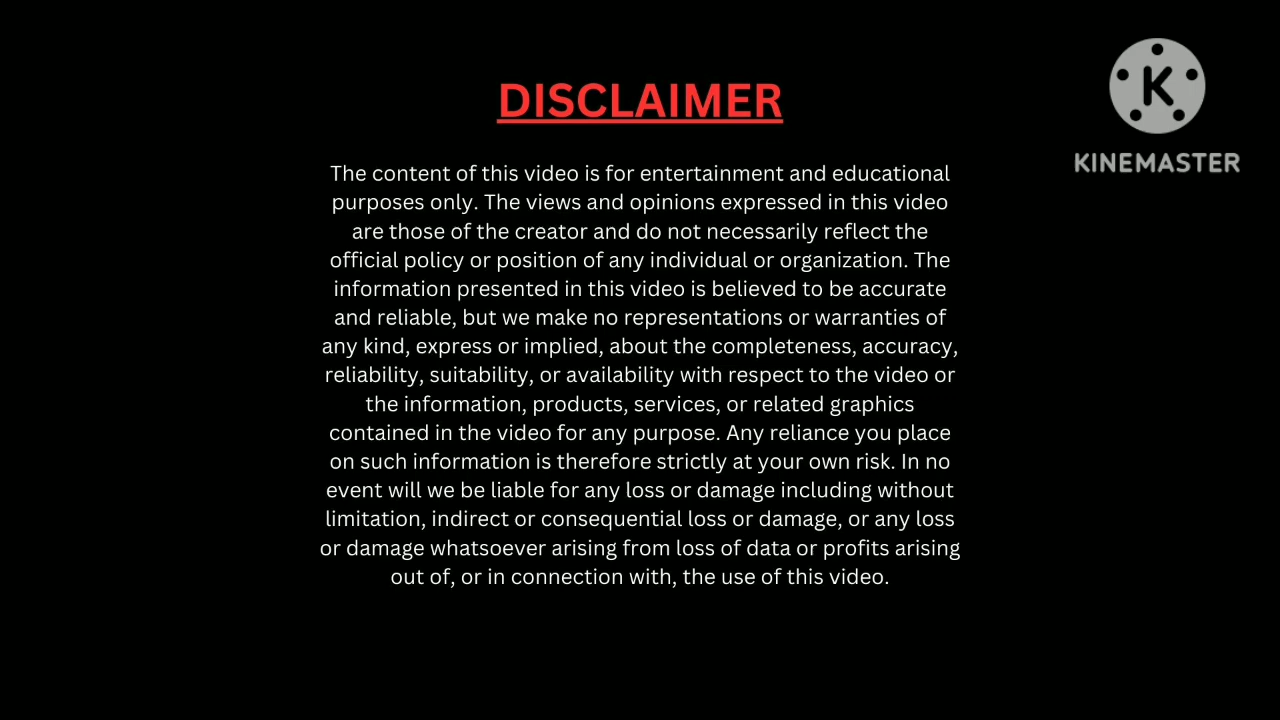 DISCLAIMER
K
KINEMASTER
The content of this video is for entertainment and educational
purposes only. The views and opinions expressed in this video
are those of the creator and do not necessarily reflect the
official policy or position of any individual or organization. The
information presented in this video is believed to be accurate
and reliable, but we make no representations or warranties of
any kind, express or implied, about the completeness, accuracy,
reliability, suitability, or availability with respect to the video or
the information, products, services, or related graphics
contained in the video for any purpose. Any reliance you place
on such information is therefore strictly at your own risk. In no
event will we be liable for any loss or damage including without
limitation, indirect or consequential loss or damage, or any loss
or damage whatsoever arising from loss of data or profits arising
out of, or in connection with, the use of this video.